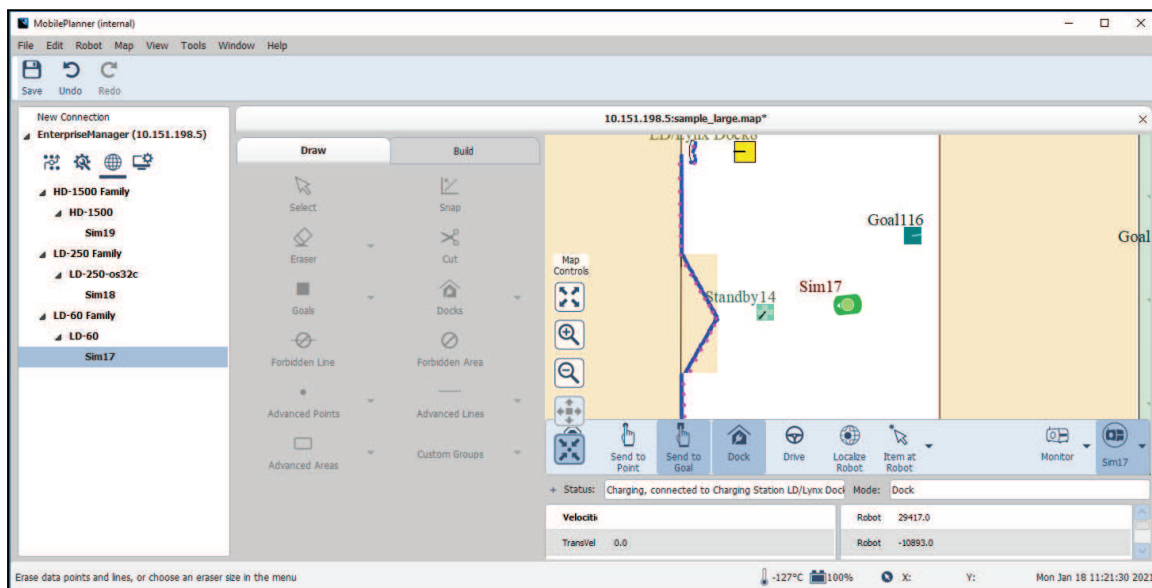 MobilePlanner (internal)
File Edit Robot Map View Tools Window Help
Save Undo Redo
New Connection
EnterpriseManager (10.151.198.5)
HD-1500 Family
HD-1500
Sim19
LD-250 Family
LD-250-os32c
Sim18
LD-60 Family
LD-60
Sim17
10.151.198.5:sample_large.map*
Draw Build
Select Snap
Eraser Cut
Goals Docks
Forbidden Line Forbidden Area
Advanced Points Advanced Lines
Advanced Areas Custom Groups
LD/Lynx Dock8
Goal116
Goal
Sim17
Standby14
Map
Controls
Send to
Point
Send to
Goal
Dock
Drive
Localize
Robot
Item at
Robot
Monitor
Sim17
+ Status: Charging, connected to Charging Station LD/Lynx Dock Mode: Dock
Velociti Robot 29417.0
TransVel 0.0 Robot -10893.0
Erase data points and lines, or choose an eraser size in the menu -127°C 100% X: Y: Mon Jan 18 11:21:30 2021